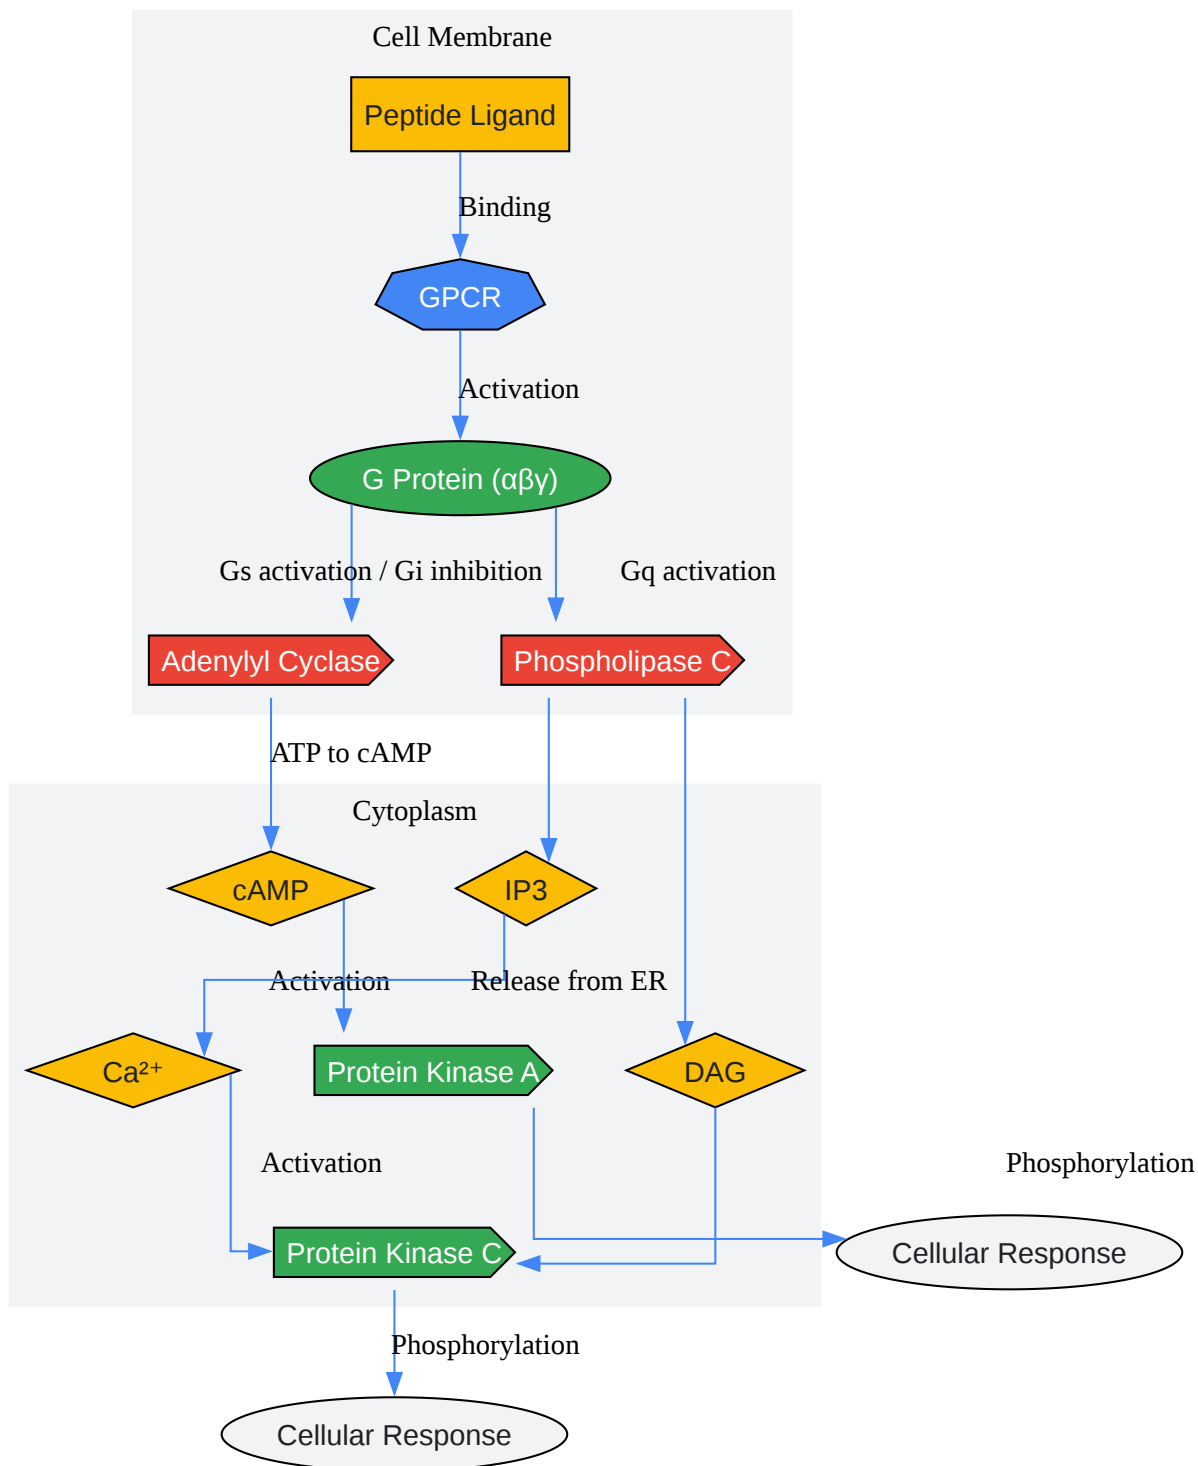 Cell Membrane
Peptide Ligand
Binding
GPCR
Activation
G Protein (αβγ)
Gs activation / Gi inhibition
Gq activation
Adenylyl Cyclase
Phospholipase C
ATP to cAMP
Cytoplasm
cAMP
IP3
Activation
Release from ER
Ca²⁺
Protein Kinase A
DAG
Activation
Phosphorylation
Protein Kinase C
Cellular Response
Phosphorylation
Cellular Response